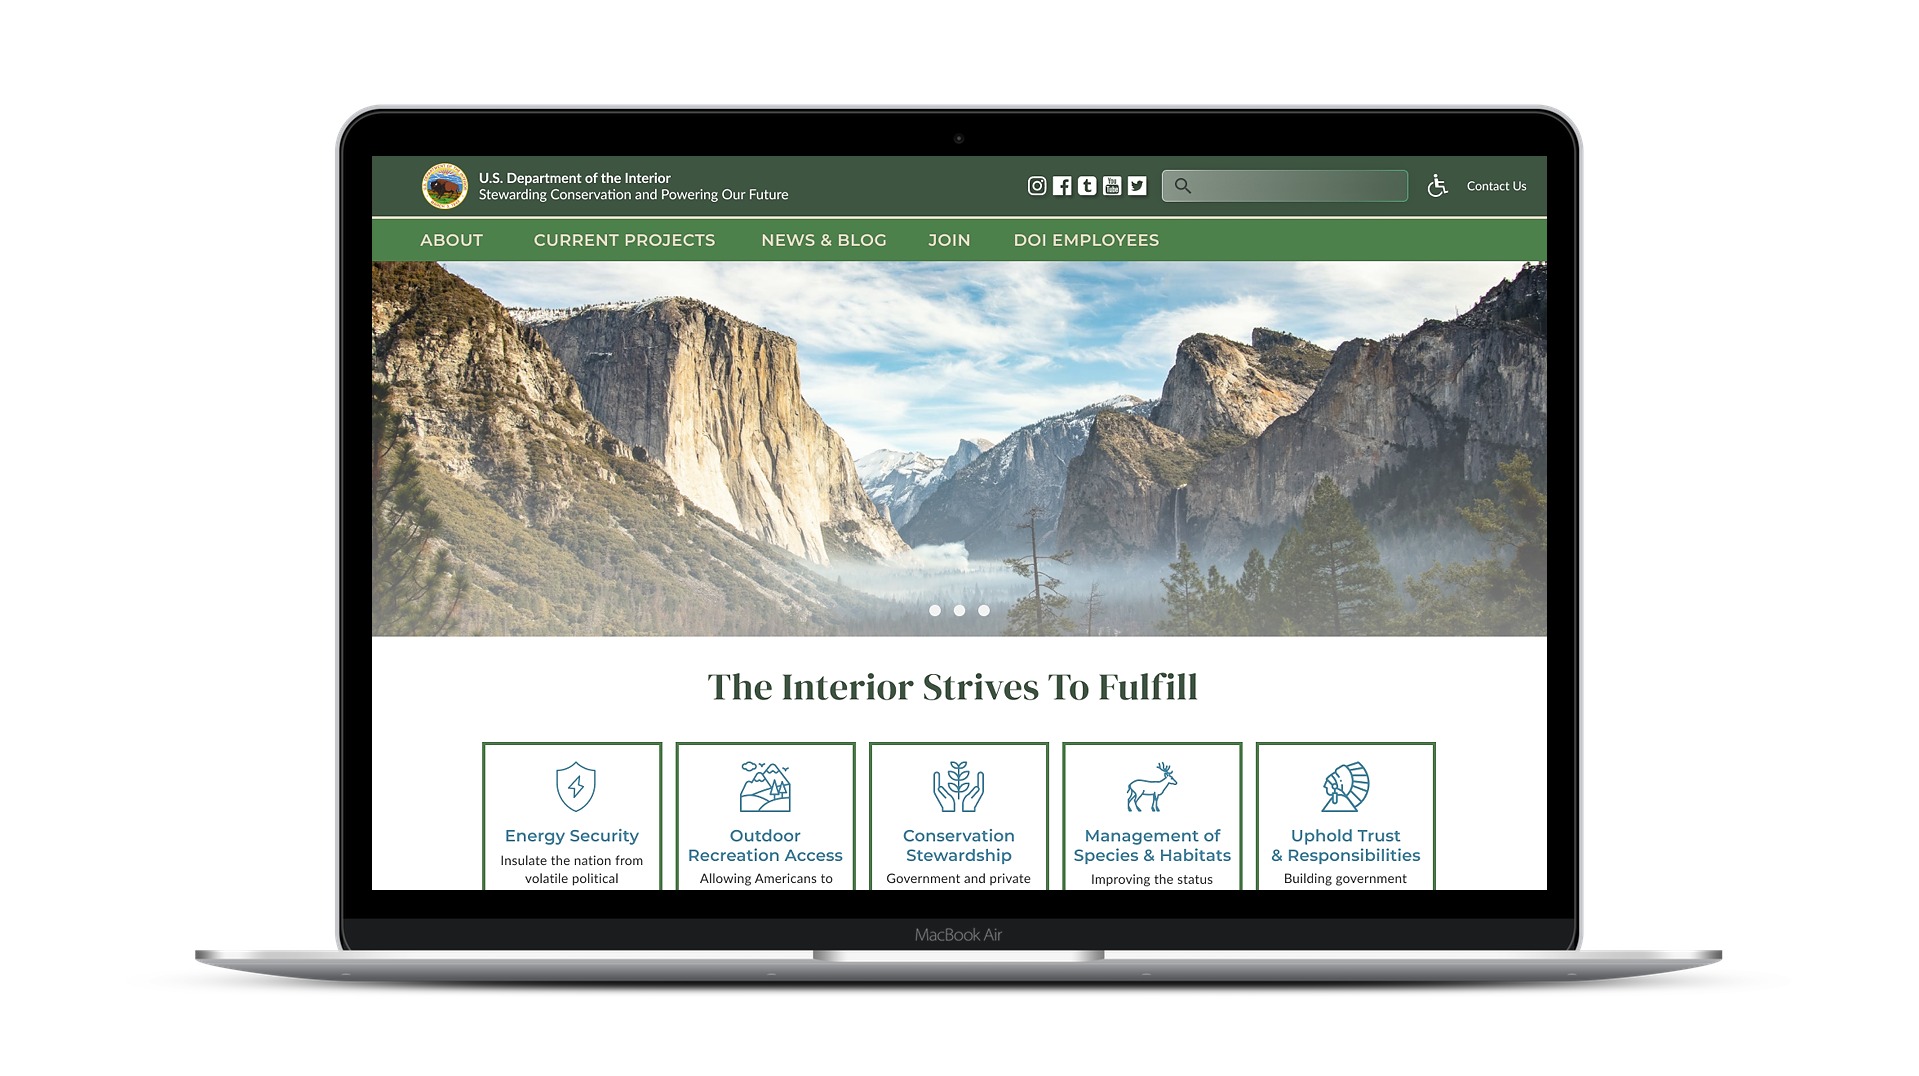 U.S. Department of the Interior
Stewarding Conservation and Powering Our Future
You
Tube
Contact Us
ABOUT CURRENT PROJECTS NEWS & BLOG JOIN DOI EMPLOYEES
The Interior Strives To Fulfill
Energy Security
Insulate the nation from
volatile political
Outdoor
Recreation Access
Allowing Americans to
Conservation
Stewardship
Government and private
Management of
Species & Habitats
Improving the status
Uphold Trust
& Responsibilities
Building government
MacBook Air